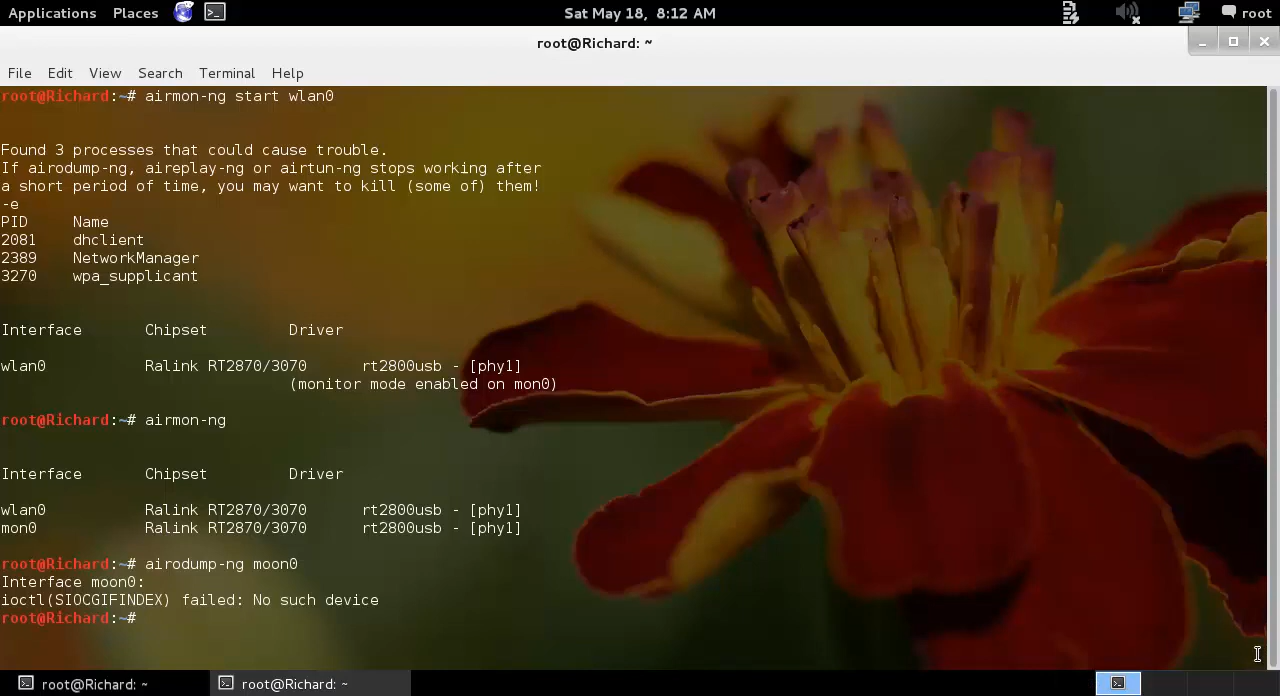 Applications Places Sat May 18, 8:12 AM root
root@Richard: ~
File Edit View Search Terminal Help
root@Richard:~# airmon-ng start wlan0
Found 3 processes that could cause trouble.
If airodump-ng, aireplay-ng or airtun-ng stops working after
a short period of time, you may want to kill (some of) them!
-e
PID Name
2081 dhclient
2389 NetworkManager
3270 wpa_supplicant
Interface Chipset Driver
wlan0 Ralink RT2870/3070 rt2800usb - [phy1]
(monitor mode enabled on mon0)
root@Richard:~# airmon-ng
Interface Chipset Driver
wlan0 Ralink RT2870/3070 rt2800usb - [phy1]
mon0 Ralink RT2870/3070 rt2800usb - [phy1]
root@Richard:~# airodump-ng moon0
Interface moon0:
ioctl(SIOCGIFINDEX) failed: No such device
root@Richard:~#
root@Richard: ~ root@Richard: ~